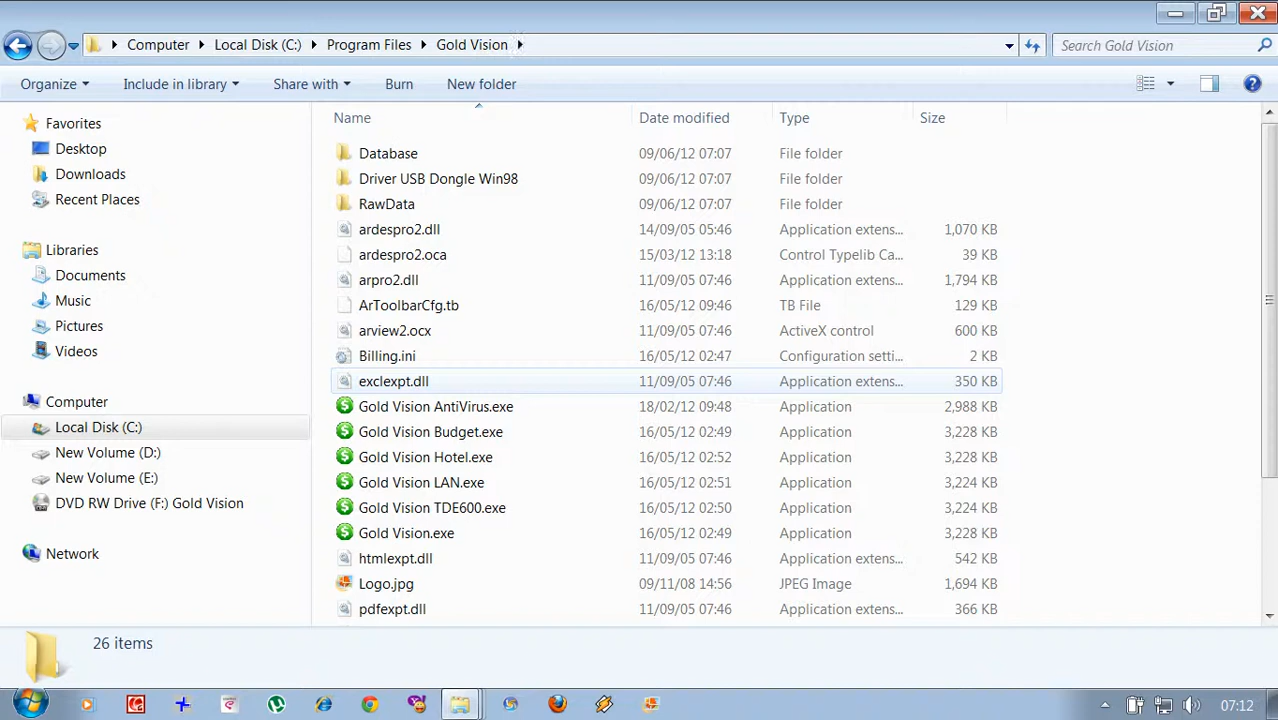 Computer Local Disk (C:) Program Files Gold Vision Search Gold Vision
Organize Include in library Share with Burn New folder
Favorites
Desktop
Downloads
Recent Places
Libraries
Documents
Music
Pictures
Videos
Computer
Local Disk (C:)
New Volume (D:)
New Volume (E:)
DVD RW Drive (F:) Gold Vision
Network
Name Date modified Type Size
Database 09/06/12 07:07 File folder
Driver USB Dongle Win98 09/06/12 07:07 File folder
RawData 09/06/12 07:07 File folder
ardespro2.dll 14/09/05 05:46 Application extens... 1,070 KB
ardespro2.oca 15/03/12 13:18 Control Typelib Ca... 39 KB
arpro2.dll 11/09/05 07:46 Application extens... 1,794 KB
ArToolbarCfg.tb 16/05/12 09:46 TB File 129 KB
arview2.ocx 11/09/05 07:46 ActiveX control 600 KB
Billing.ini 16/05/12 02:47 Configuration setti... 2 KB
exclexpt.dll 11/09/05 07:46 Application extens... 350 KB
Gold Vision AntiVirus.exe 18/02/12 09:48 Application 2,988 KB
Gold Vision Budget.exe 16/05/12 02:49 Application 3,228 KB
Gold Vision Hotel.exe 16/05/12 02:52 Application 3,228 KB
Gold Vision LAN.exe 16/05/12 02:51 Application 3,224 KB
Gold Vision TDE600.exe 16/05/12 02:50 Application 3,224 KB
Gold Vision.exe 16/05/12 02:49 Application 3,228 KB
htmlexpt.dll 11/09/05 07:46 Application extens... 542 KB
Logo.jpg 09/11/08 14:56 JPEG Image 1,694 KB
pdfexpt.dll 11/09/05 07:46 Application extens... 366 KB
26 items
07:12